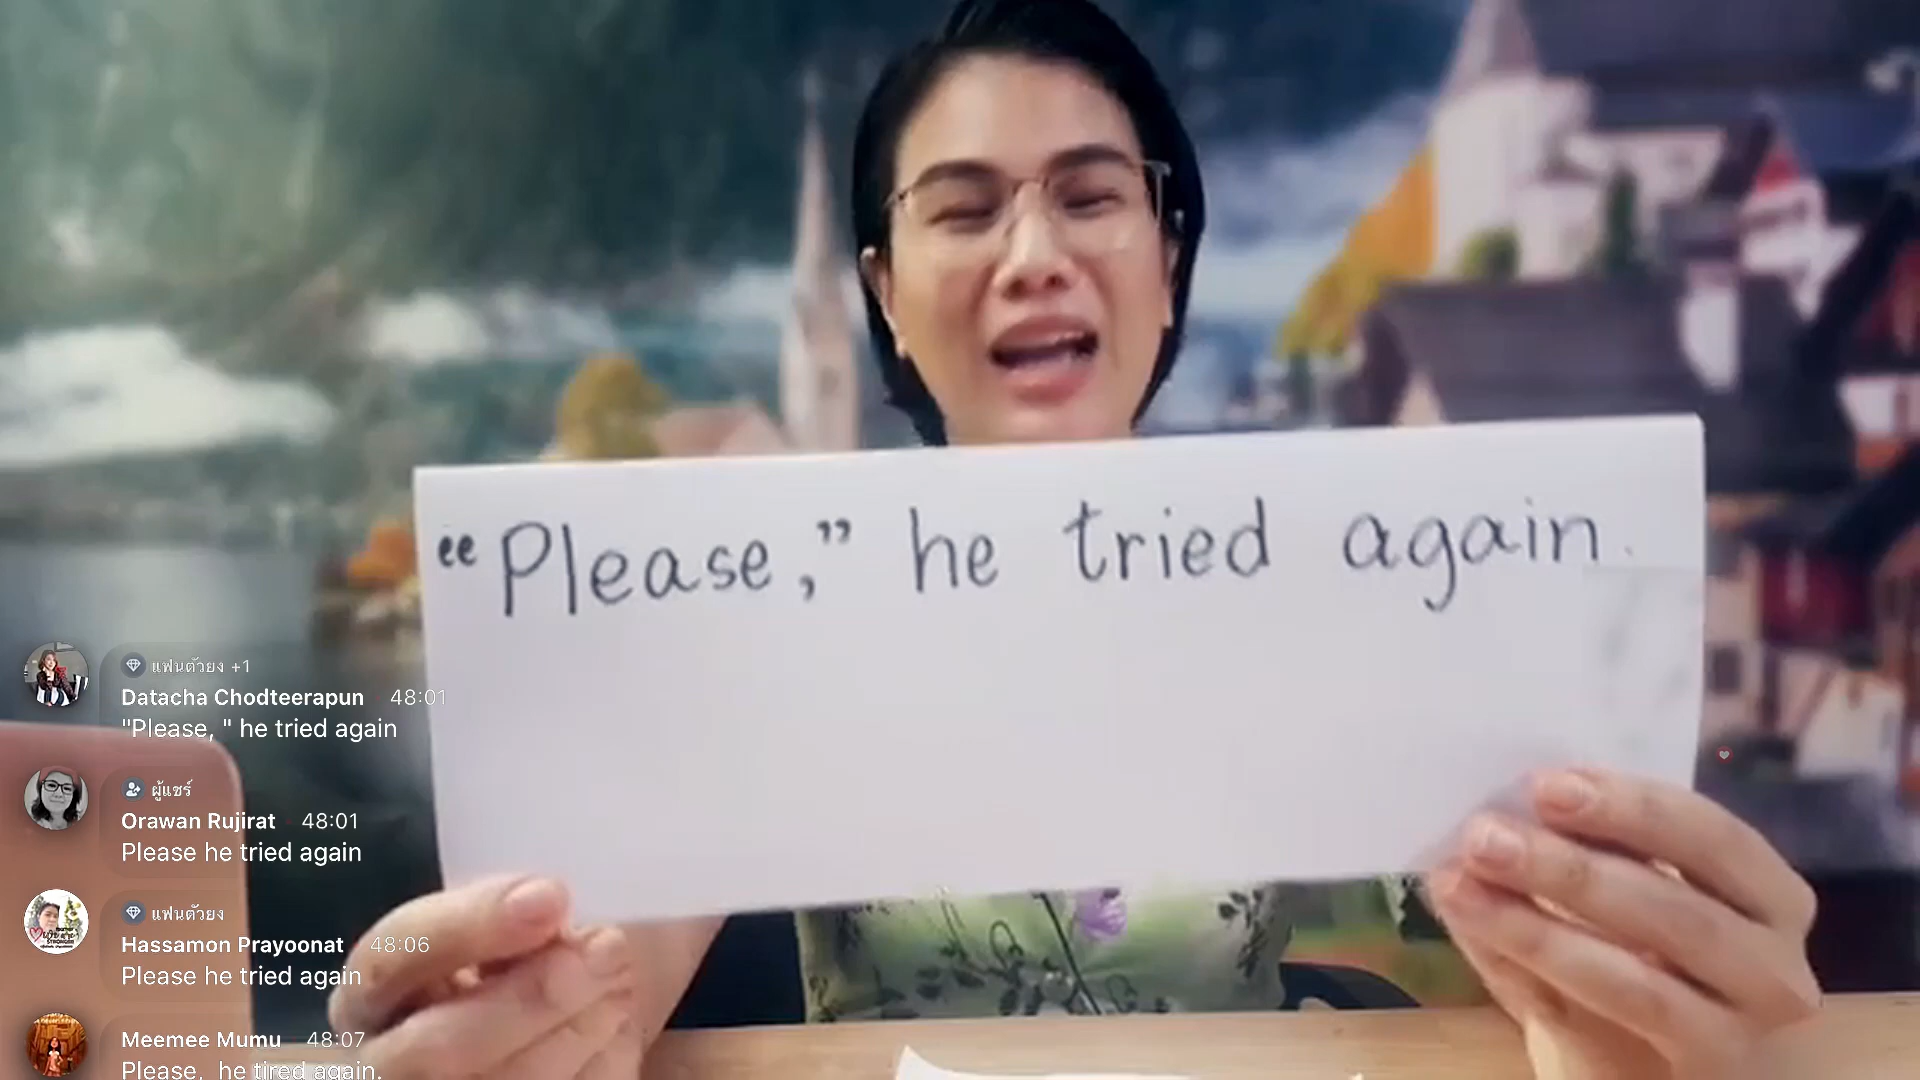 “Please,” he tried again.
แฟนตัวยง +1
Datacha Chodteerapun 48:01
"Please, " he tried again
ผู้แชร์
Orawan Rujirat 48:01
Please he tried again
แฟนตัวยง
Hassamon Prayoonat 48:06
Please he tried again
Meemee Mumu 48:07
Please, he tired again.